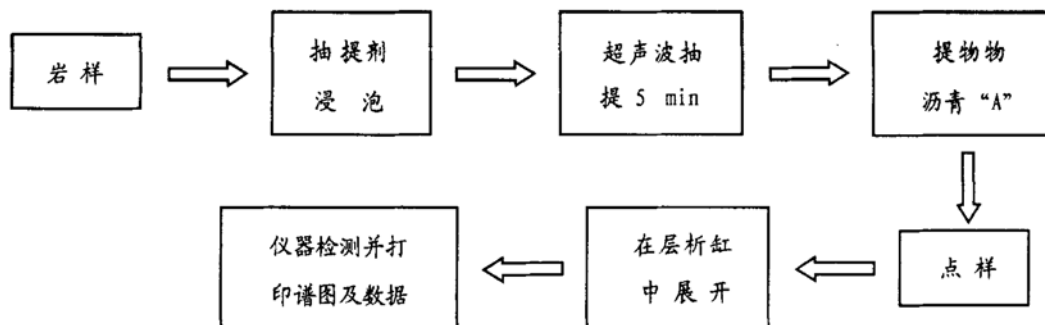 岩样
抽提剂
浸泡
超声波抽
提 5 min
提物物
沥青“A”
点样
在层析缸
中展开
仪器检测并打
印谱图及数据